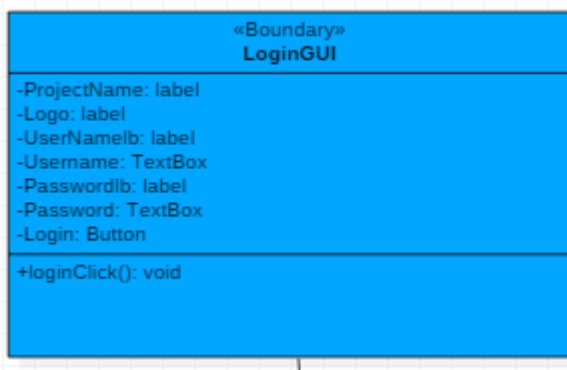 «Boundary»
LoginGUI
-ProjectName: label
-Logo: label
-UserNamelb: label
-Username: TextBox
-Passwordlb: label
-Password: TextBox
-Login: Button
+loginClick(): void